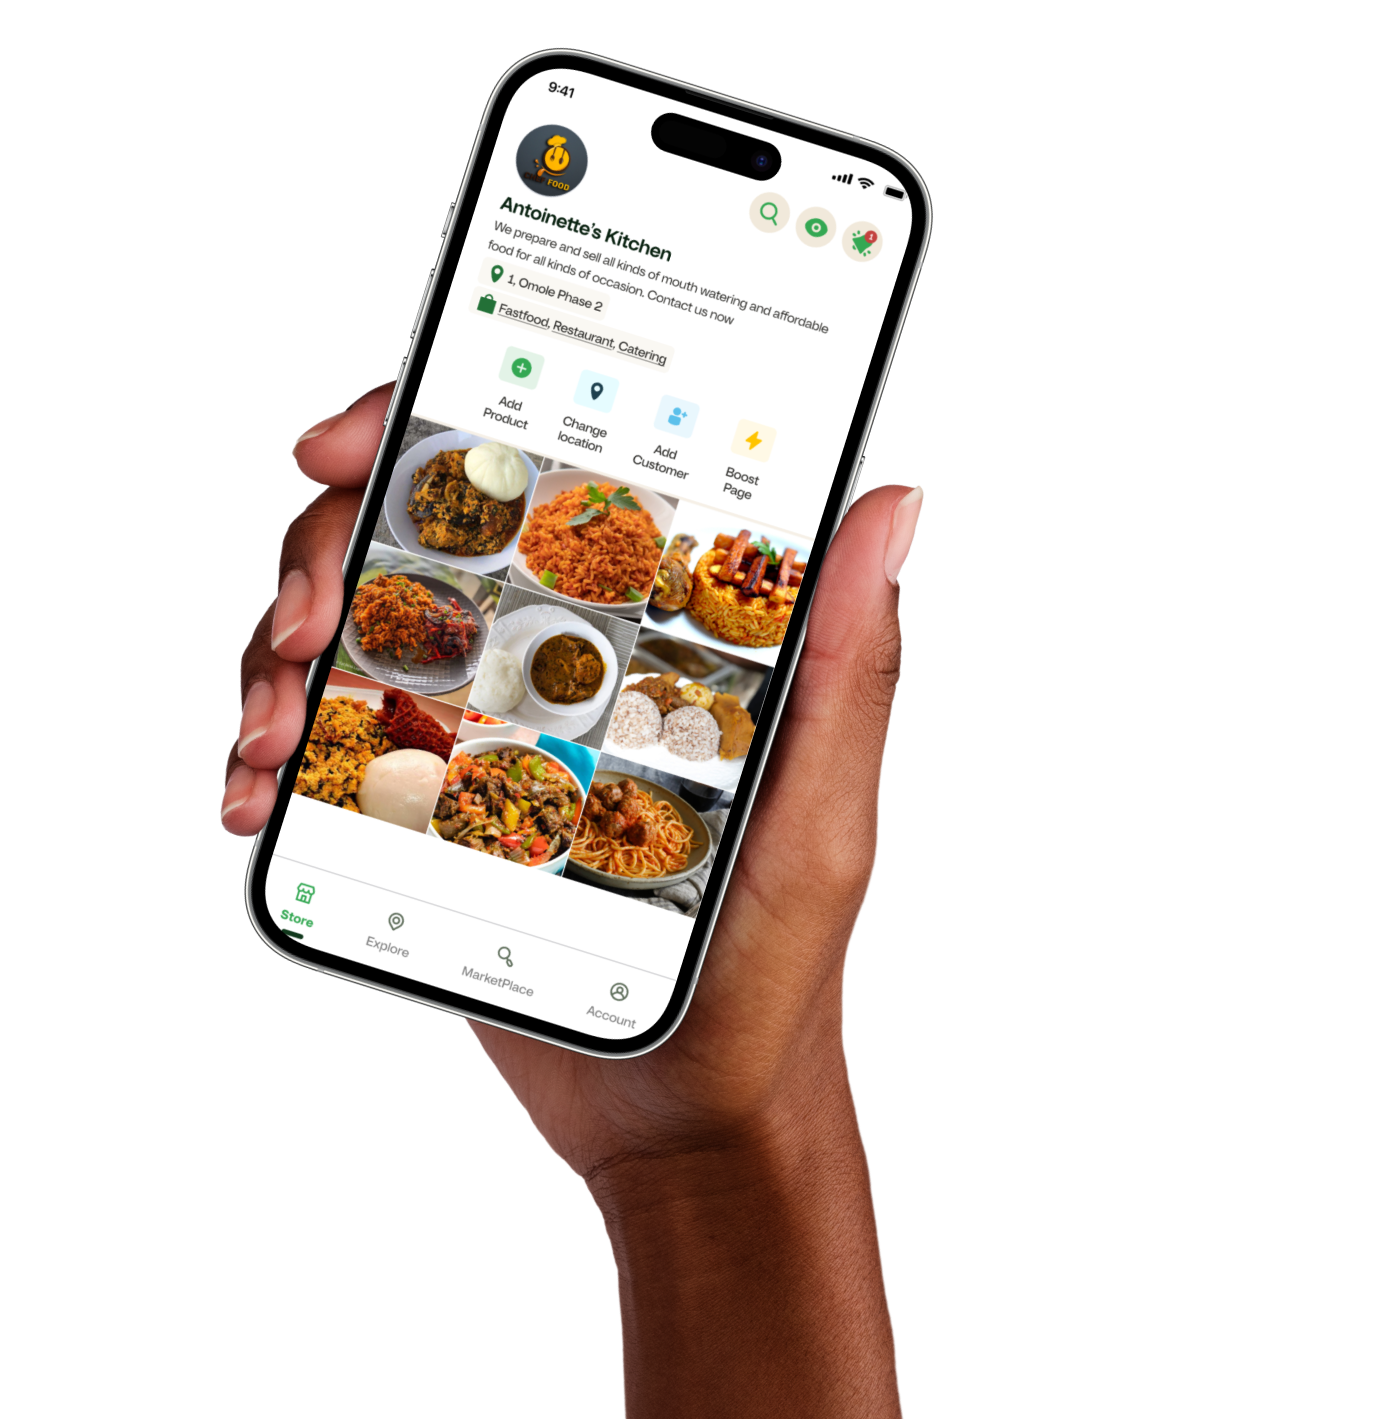 9:41
FOOD
1
Antoinette's Kitchen
We prepare and sell all kinds of mouth watering and affordable
food for all kinds of occasion. Contact us now
1, Omole Phase 2
Fastfood, Restaurant, Catering
Add
Product
Change
location
Add
Customer
Boost
Page
Store
Explore
MarketPlace
Account